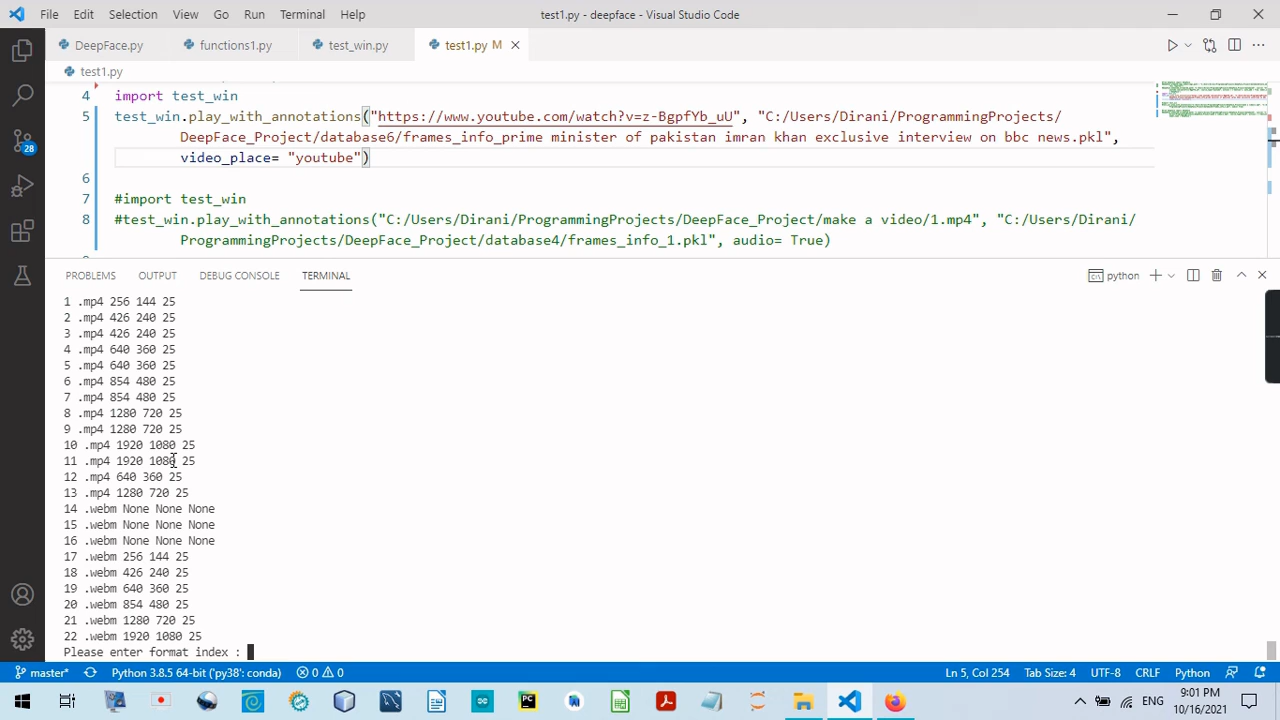 File Edit Selection View Go Run Terminal Help test1.py - deepface - Visual Studio Code
DeepFace.py functions1.py test_win.py test1.py M
test1.py
4 import test_win
5 test_win.play_with_annotations("https://www.youtube.com/watch?v=z-BgpfYb_uU", "C:/Users/Dirani/ProgrammingProjects/
DeepFace_Project/database6/frames_info_prime minister of pakistan imran khan exclusive interview on bbc news.pkl",
video_place= "youtube")
6
7 #import test_win
8 #test_win.play_with_annotations("C:/Users/Dirani/ProgrammingProjects/DeepFace_Project/make a video/1.mp4", "C:/Users/Dirani/
ProgrammingProjects/DeepFace_Project/database4/frames_info_1.pkl", audio= True)
28
PROBLEMS OUTPUT DEBUG CONSOLE TERMINAL python
1 .mp4 256 144 25
2 .mp4 426 240 25
3 .mp4 426 240 25
4 .mp4 640 360 25
5 .mp4 640 360 25
6 .mp4 854 480 25
7 .mp4 854 480 25
8 .mp4 1280 720 25
9 .mp4 1280 720 25
10 .mp4 1920 1080 25
11 .mp4 1920 1080 25
12 .mp4 640 360 25
13 .mp4 1280 720 25
14 .webm None None None
15 .webm None None None
16 .webm None None None
17 .webm 256 144 25
18 .webm 426 240 25
19 .webm 640 360 25
20 .webm 854 480 25
21 .webm 1280 720 25
22 .webm 1920 1080 25
Please enter format index :
master* Python 3.8.5 64-bit ('py38': conda) 0 0 Ln 5, Col 254 Tab Size: 4 UTF-8 CRLF Python
PC
ENG
9:01 PM
10/16/2021